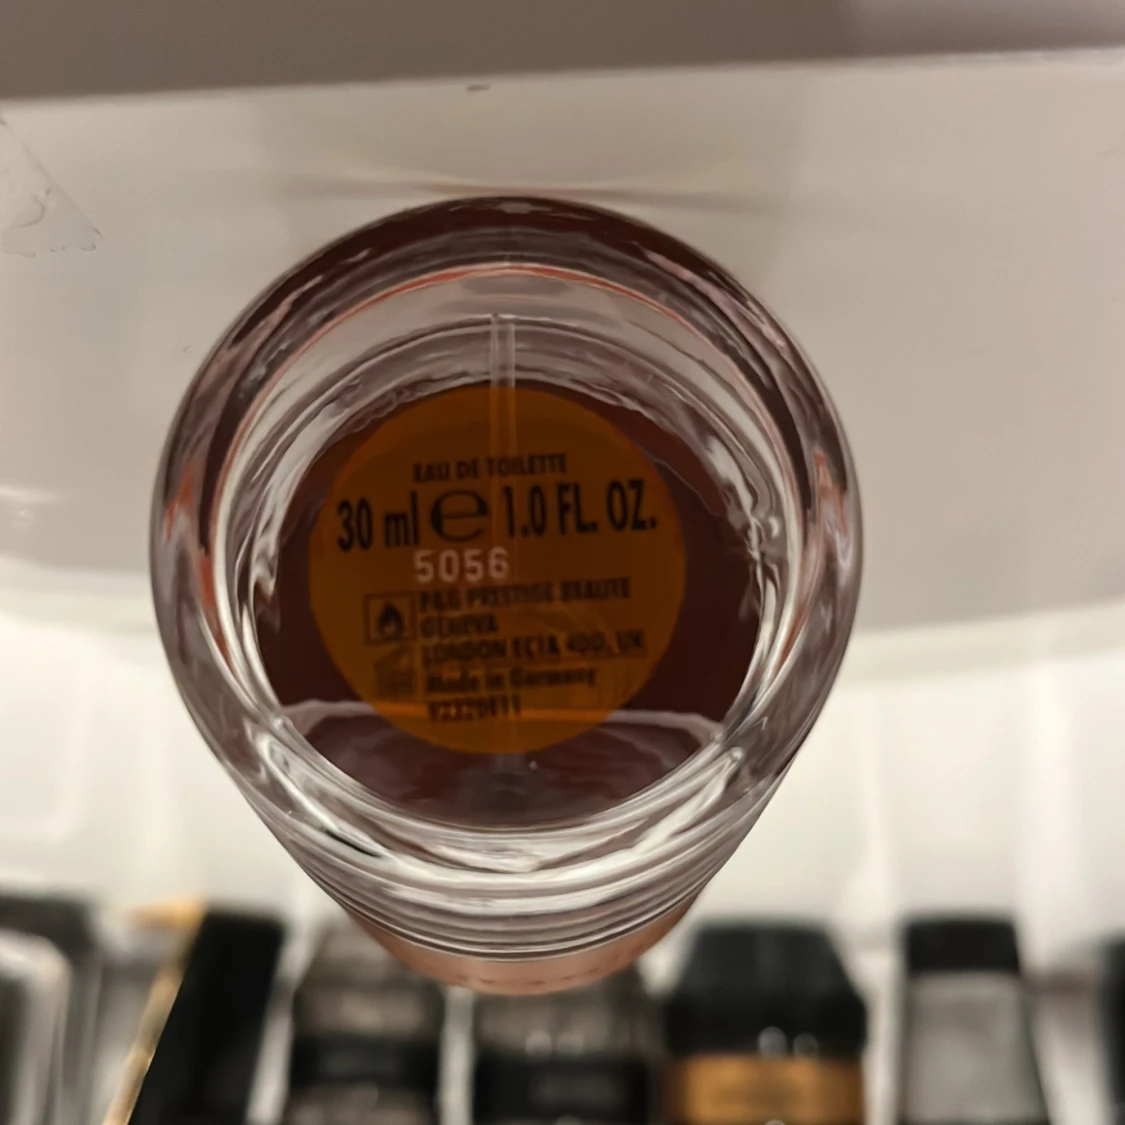 EAU DE TOILETTE
30 ml e 1.0 FL. OZ.
5056
P&G PRESTIGE BEAUTE
GENEVA
LONDON EC1A 4DD, UK
Made in Germany